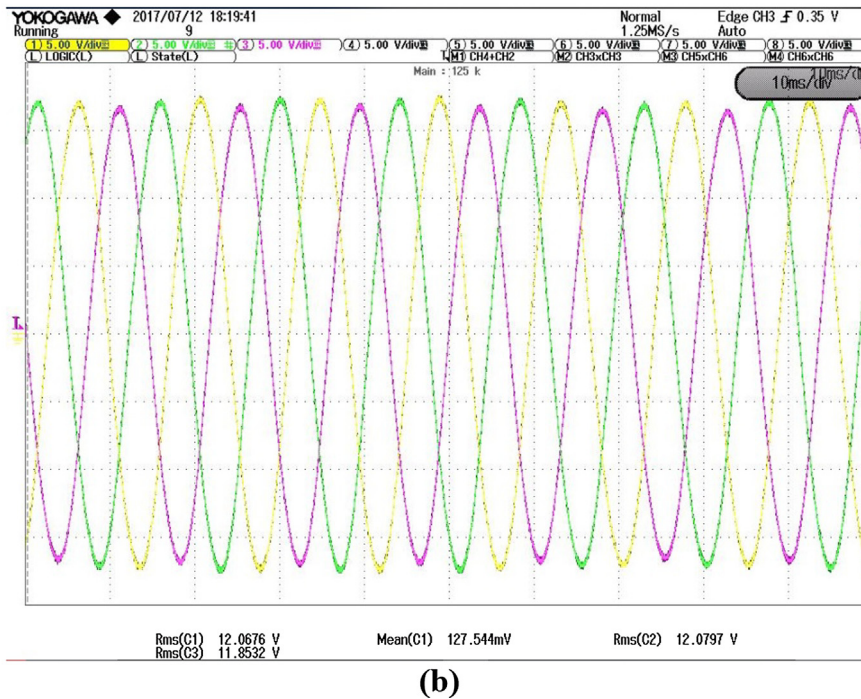 YOKOGAWA ◆ 2017/07/12 18:19:41 Normal Edge CH3 0.35 V
Running 9 1.25MS/s Auto
1 5.00 V/div 2 5.00 V/div 3 5.00 V/div 4 5.00 V/div 5 5.00 V/div 6 5.00 V/div 7 5.00 V/div 8 5.00 V/div
L LOGIC(L) L State(L) M1 CH4+CH2 M2 CH3xCH3 M3 CH5xCH6 M4 CH6xCH6
Main : 125 k
10ms/div
Rms(C1) 12.0676 V Mean(C1) 127.544mV Rms(C2) 12.0797 V
Rms(C3) 11.8532 V
(b)